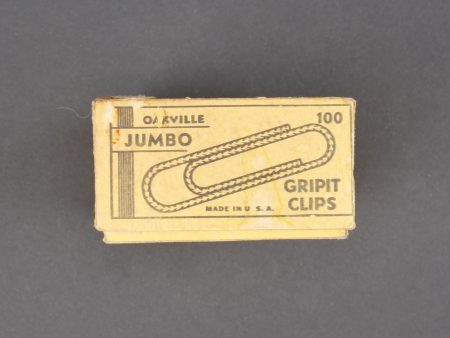 OAKVILLE
100
JUMBO
GRIPIT
CLIPS
MADE IN U.S.A.